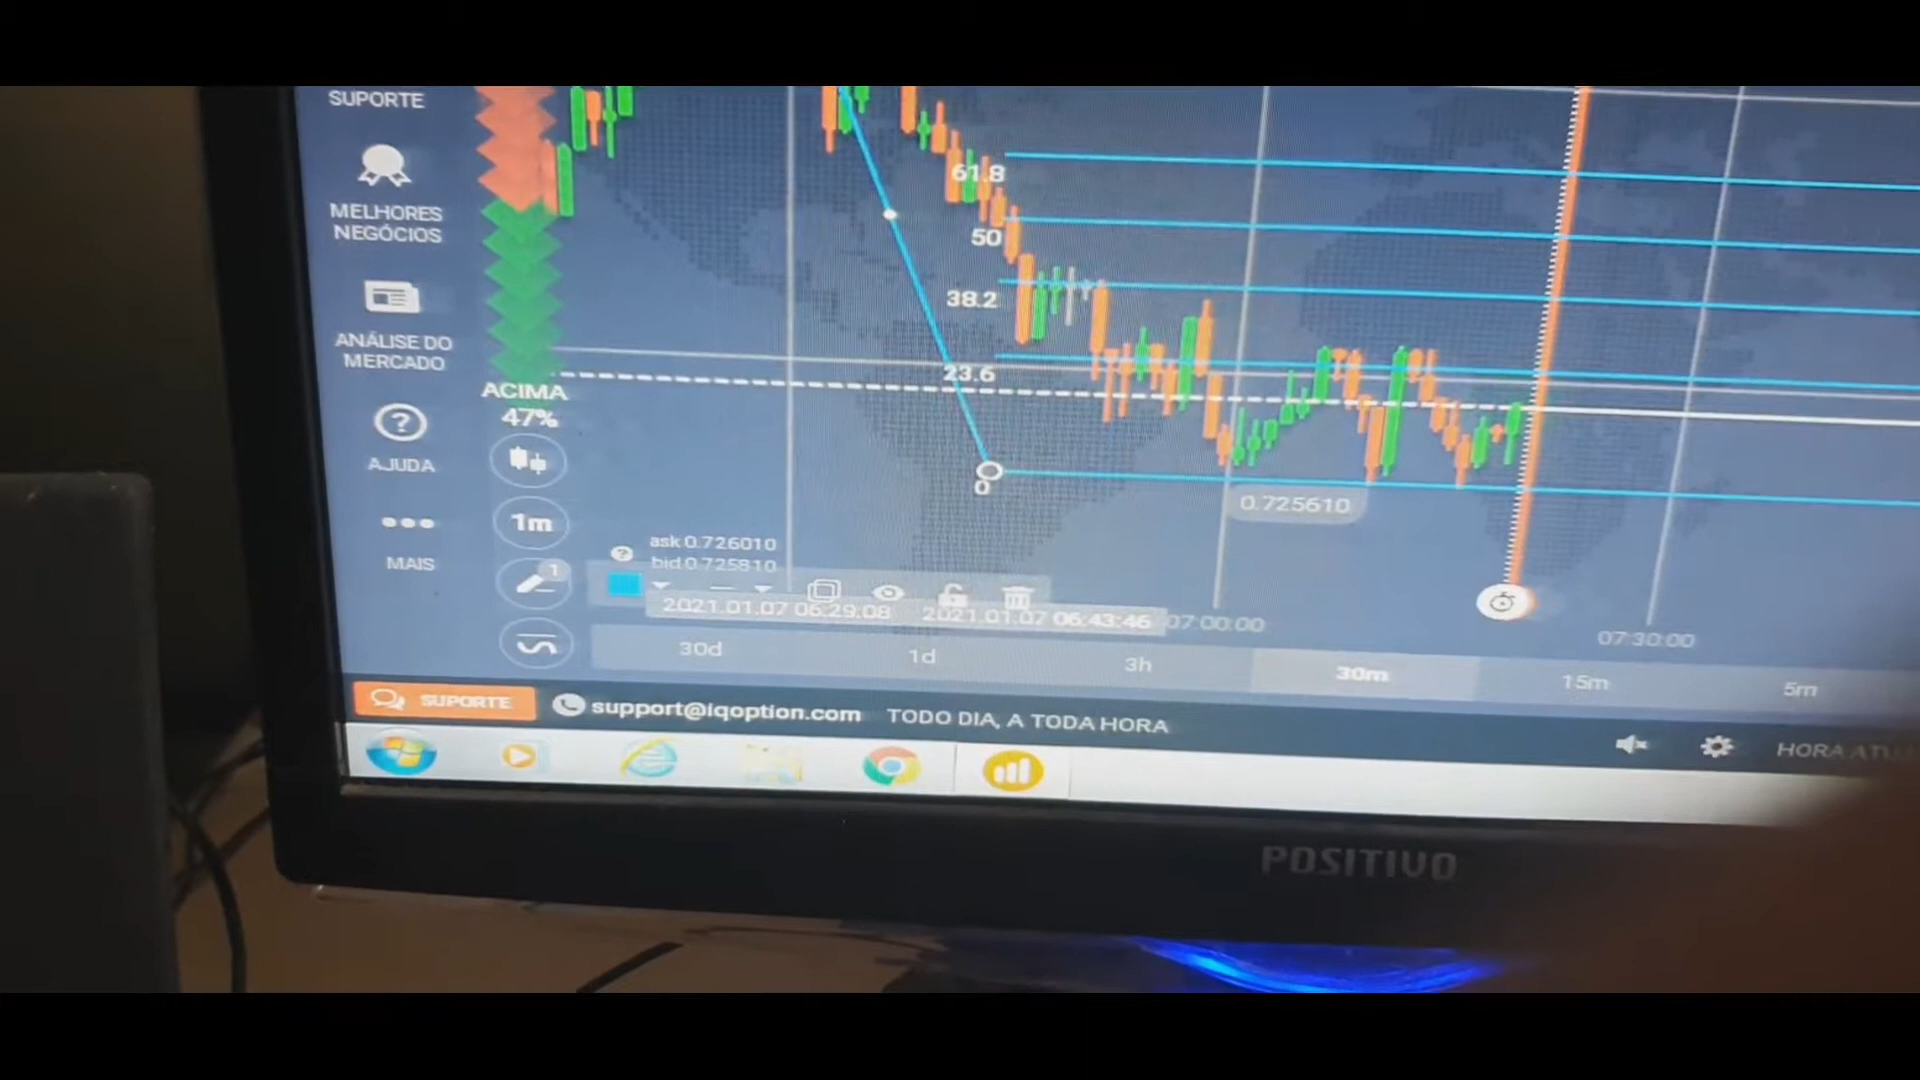 SUPORTE
MELHORES
NEGÓCIOS
ANÁLISE DO
MERCADO
AJUDA
MAIS
ACIMA
47%
1m
1
61.8
50
38.2
23.6
0
0.725610
ask 0.726010
bid 0.725810
2021.01.07 06:29:08
2021.01.07 06:43:46
07:00:00
07:30:00
30d
1d
3h
30m
15m
5m
SUPORTE
support@iqoption.com
TODO DIA, A TODA HORA
HORA
POSITIVO